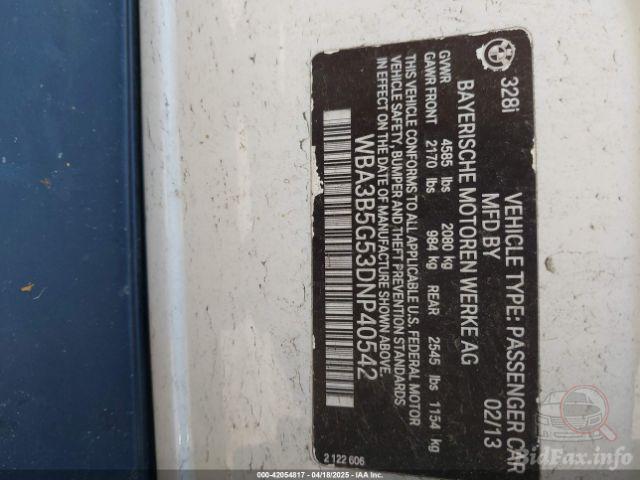 328i VEHICLE TYPE: PASSENGER CAR
MFD BY 02/13
BAYERISCHE MOTOREN WERKE AG
GVWR 4585 lbs 2080 kg
GAWR FRONT 2170 lbs 984 kg REAR 2545 lbs 1154 kg
THIS VEHICLE CONFORMS TO ALL APPLICABLE U.S. FEDERAL MOTOR
VEHICLE SAFETY, BUMPER AND THEFT PREVENTION STANDARDS
IN EFFECT ON THE DATE OF MANUFACTURE SHOWN ABOVE.
WBA3B5G53DNP40542
2 122 606
BidFax.info
000-42054817 - 04/18/2025 - IAA Inc.